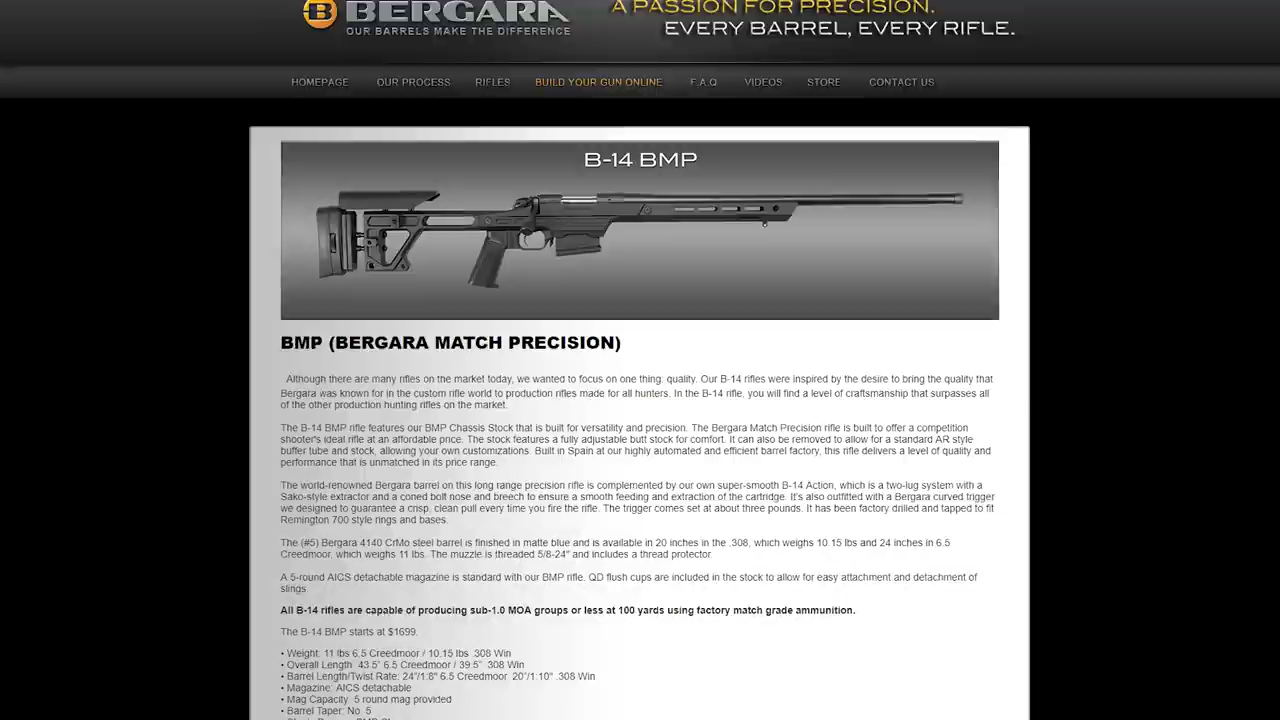 BERGARA
OUR BARRELS MAKE THE DIFFERENCE
A PASSION FOR PRECISION.
EVERY BARREL, EVERY RIFLE.
HOMEPAGE OUR PROCESS RIFLES BUILD YOUR GUN ONLINE F.A.Q VIDEOS STORE CONTACT US
B-14 BMP
BMP (BERGARA MATCH PRECISION)
Although there are many rifles on the market today, we wanted to focus on one thing: quality. Our B-14 rifles were inspired by the desire to bring the quality that
Bergara was known for in the custom rifle world to production rifles made for all hunters. In the B-14 rifle, you will find a level of craftsmanship that surpasses all
of the other production hunting rifles on the market.
The B-14 BMP rifle features our BMP Chassis Stock that is built for versatility and precision. The Bergara Match Precision rifle is built to offer a competition
shooter's ideal rifle at an affordable price. The stock features a fully adjustable butt stock for comfort. It can also be removed to allow for a standard AR style
buffer tube and stock, allowing your own customizations. Built in Spain at our highly automated and efficient barrel factory, this rifle delivers a level of quality and
performance that is unmatched in its price range.
The world-renowned Bergara barrel on this long range precision rifle is complemented by our own super-smooth B-14 Action, which is a two-lug system with a
Sako-style extractor and a coned bolt nose and breech to ensure a smooth feeding and extraction of the cartridge. It's also outfitted with a Bergara curved trigger
we designed to guarantee a crisp, clean pull every time you fire the rifle. The trigger comes set at about three pounds. It has been factory drilled and tapped to fit
Remington 700 style rings and bases.
The (#5) Bergara 4140 CrMo steel barrel is finished in matte blue and is available in 20 inches in the .308, which weighs 10.15 lbs and 24 inches in 6.5
Creedmoor, which weighs 11 lbs. The muzzle is threaded 5/8-24" and includes a thread protector.
A 5-round AICS detachable magazine is standard with our BMP rifle. QD flush cups are included in the stock to allow for easy attachment and detachment of
slings.
All B-14 rifles are capable of producing sub-1.0 MOA groups or less at 100 yards using factory match grade ammunition.
The B-14 BMP starts at $1699.
• Weight: 11 lbs 6.5 Creedmoor / 10.15 lbs .308 Win
• Overall Length: 43.5" 6.5 Creedmoor / 39.5" .308 Win
• Barrel Length/Twist Rate: 24"/1:8" 6.5 Creedmoor 20"/1:10" .308 Win
• Magazine: AICS detachable
• Mag Capacity: 5 round mag provided
• Barrel Taper: No. 5